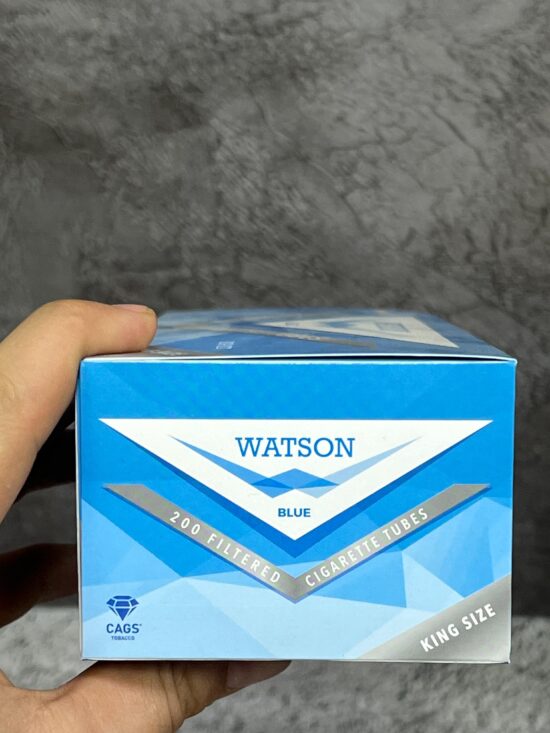 WATSON
BLUE
200 FILTERED CIGARETTE TUBES
CAGS
TOBACCO
KING SIZE